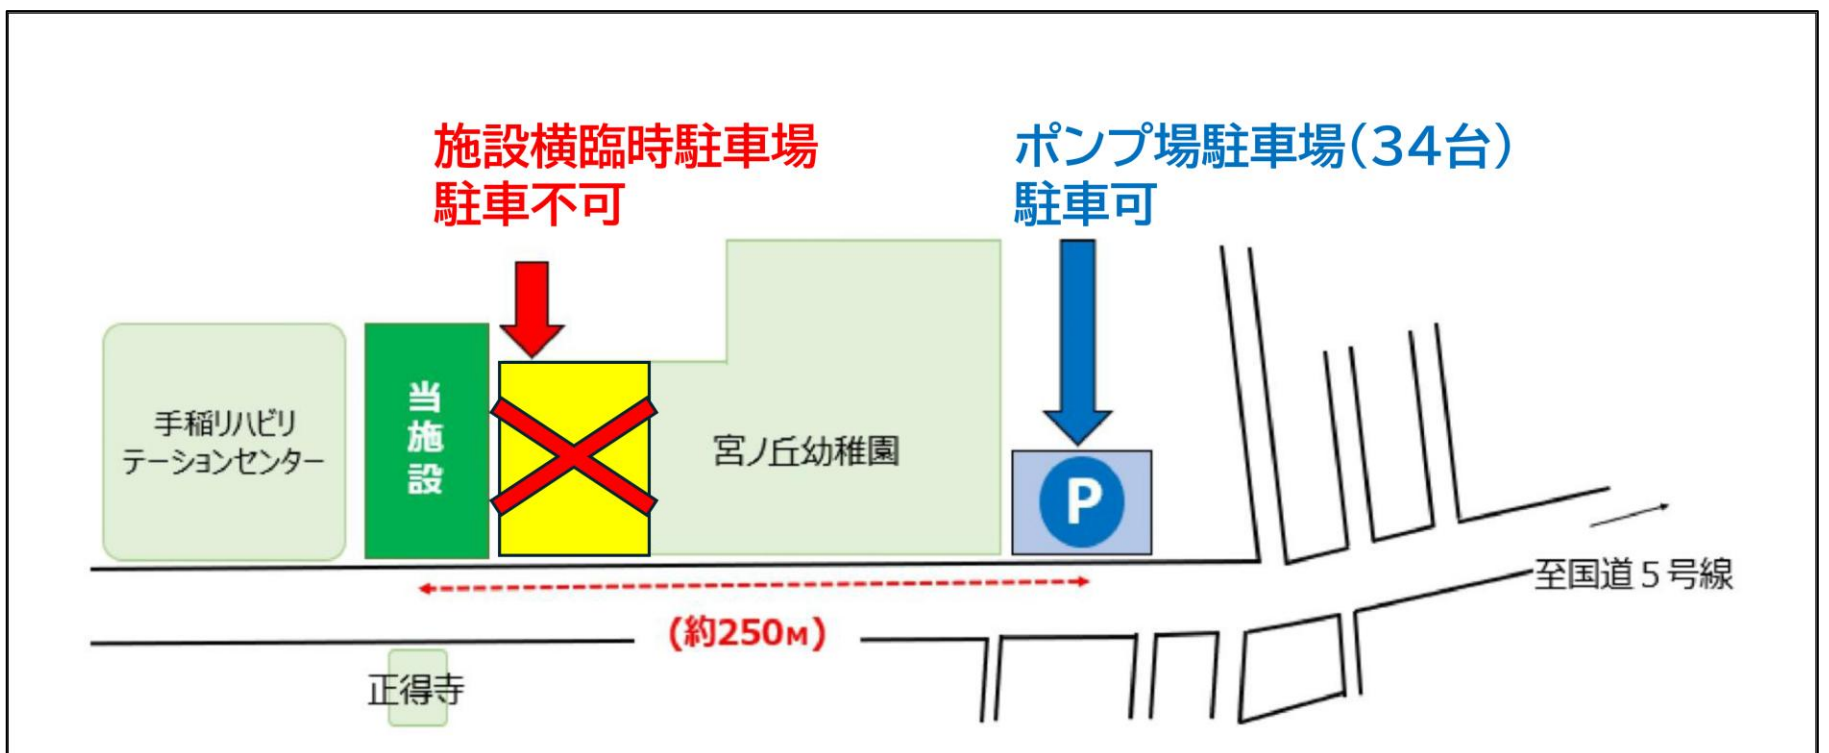 施設横臨時駐車場
駐車不可
ポンプ場駐車場(34台)
駐車可
手稲リハビリ
テーションセンター
当
施
設
宮ノ丘幼稚園
P
至国道5号線
(約250M)
正得寺